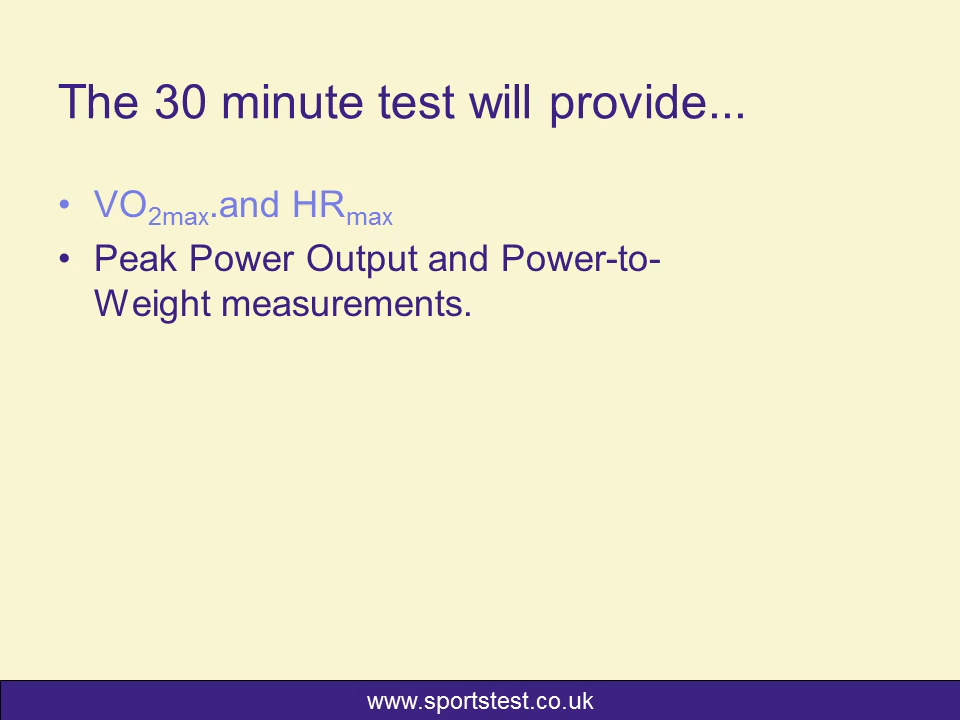 The 30 minute test will provide...
• VO2max.and HRmax
• Peak Power Output and Power-to-
Weight measurements.
www.sportstest.co.uk